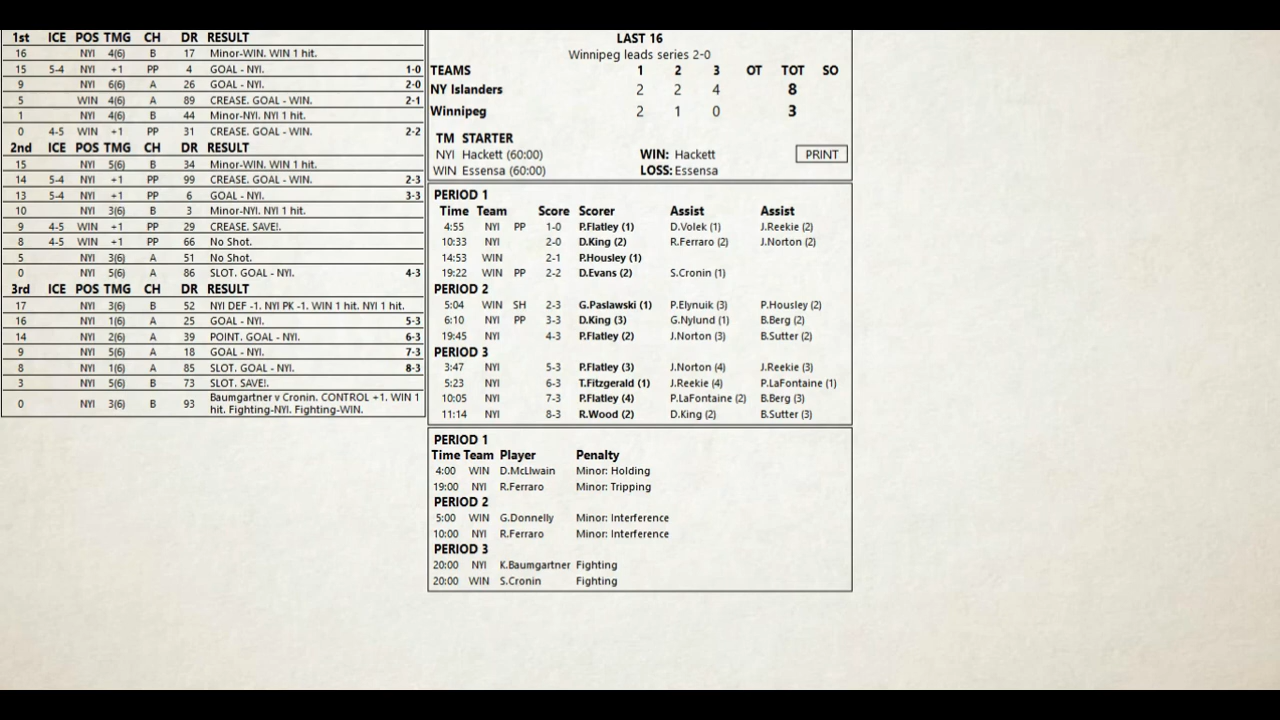 1st ICE POS TMG CH DR RESULT
16 NYI 4(6) B 17 Minor-WIN. WIN 1 hit.
15 5-4 NYI +1 PP 4 GOAL - NYI. 1-0
9 NYI 6(6) A 26 GOAL - NYI. 2-0
5 WIN 4(6) A 89 CREASE. GOAL - WIN. 2-1
1 NYI 4(6) B 44 Minor-NYI. NYI 1 hit.
0 4-5 WIN +1 PP 31 CREASE. GOAL - WIN. 2-2
2nd ICE POS TMG CH DR RESULT
15 NYI 5(6) B 34 Minor-WIN. WIN 1 hit.
14 5-4 NYI +1 PP 99 CREASE. GOAL - WIN. 2-3
13 5-4 NYI +1 PP 6 GOAL - NYI. 3-3
10 NYI 3(6) B 3 Minor-NYI. NYI 1 hit.
9 4-5 WIN +1 PP 29 CREASE. SAVE!.
8 4-5 WIN +1 PP 66 No Shot.
5 NYI 3(6) A 51 No Shot.
0 NYI 5(6) A 86 SLOT. GOAL - NYI. 4-3
3rd ICE POS TMG CH DR RESULT
17 NYI 3(6) B 52 NYI DEF -1. NYI PK -1. WIN 1 hit. NYI 1 hit.
16 NYI 1(6) A 25 GOAL - NYI. 5-3
14 NYI 2(6) A 39 POINT. GOAL - NYI. 6-3
9 NYI 5(6) A 18 GOAL - NYI. 7-3
8 NYI 1(6) A 85 SLOT. GOAL - NYI. 8-3
3 NYI 5(6) B 73 SLOT. SAVE!.
0 NYI 3(6) B 93 Baumgartner v Cronin. CONTROL +1. WIN 1
hit. Fighting-NYI. Fighting-WIN.
LAST 16
Winnipeg leads series 2-0
TEAMS 1 2 3 OT TOT SO
NY Islanders 2 2 4 8
Winnipeg 2 1 0 3
TM STARTER
NYI Hackett (60:00) WIN: Hackett PRINT
WIN Essensa (60:00) LOSS: Essensa
PERIOD 1
Time Team Score Scorer Assist Assist
4:55 NYI PP 1-0 P.Flatley (1) D.Volek (1) J.Reekie (2)
10:33 NYI 2-0 D.King (2) R.Ferraro (2) J.Norton (2)
14:53 WIN 2-1 P.Housley (1)
19:22 WIN PP 2-2 D.Evans (2) S.Cronin (1)
PERIOD 2
5:04 WIN SH 2-3 G.Paslawski (1) P.Elynuik (3) P.Housley (2)
6:10 NYI PP 3-3 D.King (3) G.Nylund (1) B.Berg (2)
19:45 NYI 4-3 P.Flatley (2) J.Norton (3) B.Sutter (2)
PERIOD 3
3:47 NYI 5-3 P.Flatley (3) J.Norton (4) J.Reekie (3)
5:23 NYI 6-3 T.Fitzgerald (1) J.Reekie (4) P.LaFontaine (1)
10:05 NYI 7-3 P.Flatley (4) P.LaFontaine (2) B.Berg (3)
11:14 NYI 8-3 R.Wood (2) D.King (2) B.Sutter (3)
PERIOD 1
Time Team Player Penalty
4:00 WIN D.McLlwain Minor: Holding
19:00 NYI R.Ferraro Minor: Tripping
PERIOD 2
5:00 WIN G.Donnelly Minor: Interference
10:00 NYI R.Ferraro Minor: Interference
PERIOD 3
20:00 NYI K.Baumgartner Fighting
20:00 WIN S.Cronin Fighting